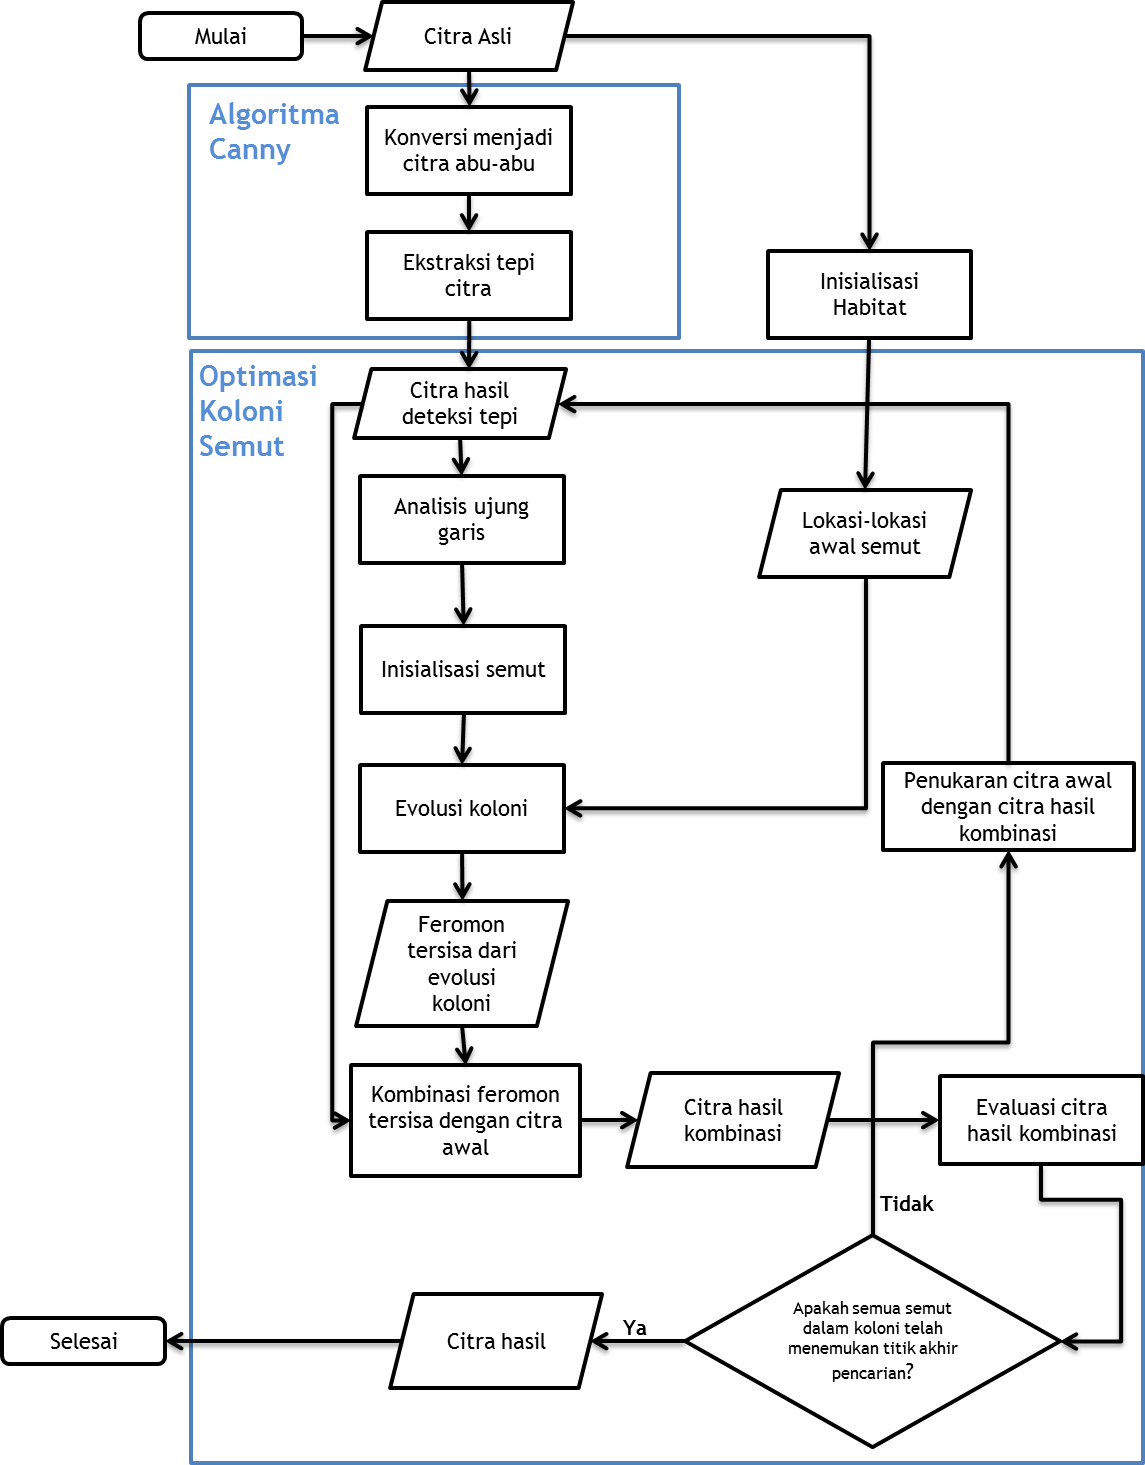 Mulai
Citra Asli
Algoritma
Canny
Konversi menjadi
citra abu-abu
Ekstraksi tepi
citra
Inisialisasi
Habitat
Optimasi
Koloni
Semut
Citra hasil
deteksi tepi
Analisis ujung
garis
Lokasi-lokasi
awal semut
Inisialisasi semut
Evolusi koloni
Penukaran citra awal
dengan citra hasil
kombinasi
Feromon
tersisa dari
evolusi
koloni
Kombinasi feromon
tersisa dengan citra
awal
Citra hasil
kombinasi
Evaluasi citra
hasil kombinasi
Tidak
Apakah semua semut
dalam koloni telah
menemukan titik akhir
pencarian?
Ya
Citra hasil
Selesai